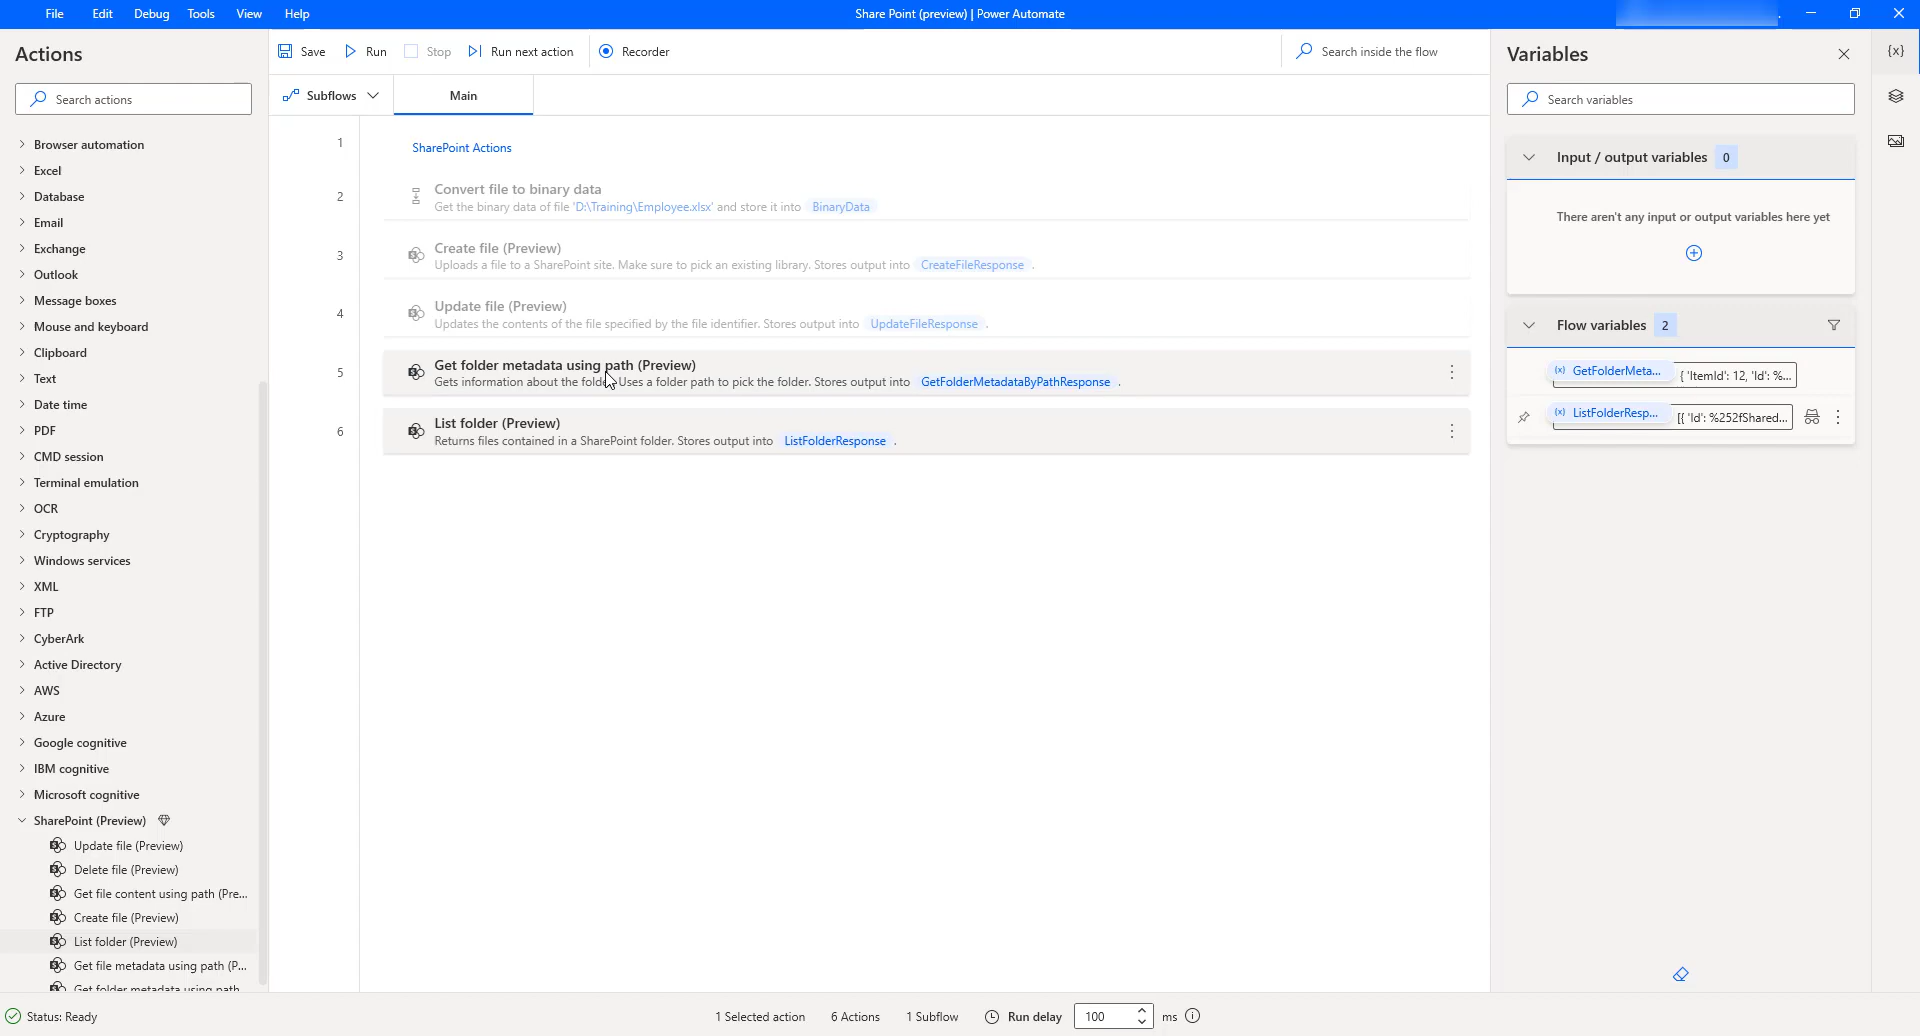 File Edit Debug Tools View Help
Share Point (preview) | Power Automate
Actions
Search actions
Browser automation
Excel
Database
Email
Exchange
Outlook
Message boxes
Mouse and keyboard
Clipboard
Text
Date time
PDF
CMD session
Terminal emulation
OCR
Cryptography
Windows services
XML
FTP
CyberArk
Active Directory
AWS
Azure
Google cognitive
IBM cognitive
Microsoft cognitive
SharePoint (Preview)
Update file (Preview)
Delete file (Preview)
Get file content using path (Pre...
Create file (Preview)
List folder (Preview)
Get file metadata using path (P...
Get folder metadata using path
Save Run Stop Run next action Recorder
Search inside the flow
Subflows Main
1 SharePoint Actions
2 Convert file to binary data
Get the binary data of file 'D:\Training\Employee.xlsx' and store it into BinaryData
3 Create file (Preview)
Uploads a file to a SharePoint site. Make sure to pick an existing library. Stores output into CreateFileResponse .
4 Update file (Preview)
Updates the contents of the file specified by the file identifier. Stores output into UpdateFileResponse .
5 Get folder metadata using path (Preview)
Gets information about the folde Uses a folder path to pick the folder. Stores output into GetFolderMetadataByPathResponse .
6 List folder (Preview)
Returns files contained in a SharePoint folder. Stores output into ListFolderResponse .
Variables
{x}
Search variables
Input / output variables 0
There aren't any input or output variables here yet
Flow variables 2
(x) GetFolderMeta... { 'ItemId': 12, 'Id': %...
(x) ListFolderResp... [{ 'Id': %252fShared...
Status: Ready
1 Selected action 6 Actions 1 Subflow Run delay 100 ms